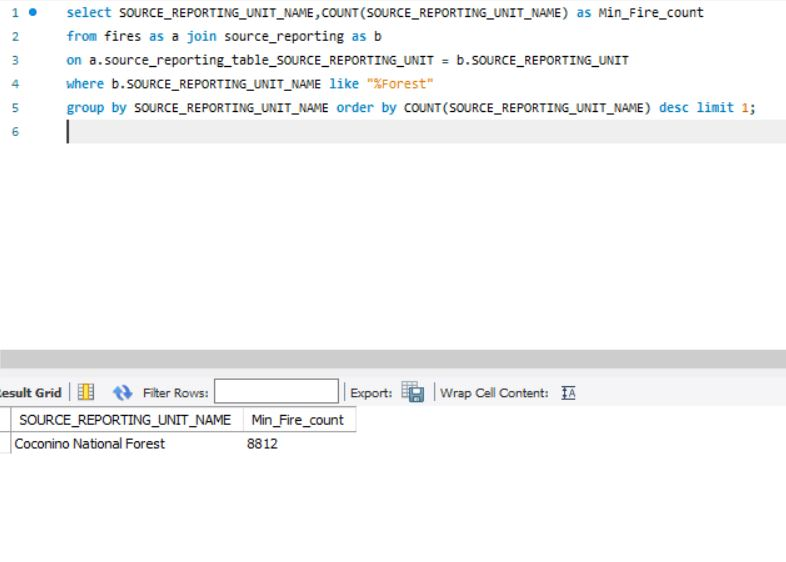 1 select SOURCE_REPORTING_UNIT_NAME,COUNT(SOURCE_REPORTING_UNIT_NAME) as Min_Fire_count
2 from fires as a join source_reporting as b
3 on a.source_reporting_table_SOURCE_REPORTING_UNIT = b.SOURCE_REPORTING_UNIT
4 where b.SOURCE_REPORTING_UNIT_NAME like "%Forest"
5 group by SOURCE_REPORTING_UNIT_NAME order by COUNT(SOURCE_REPORTING_UNIT_NAME) desc limit 1;
6
esult Grid Filter Rows: Export: Wrap Cell Content: IA
SOURCE_REPORTING_UNIT_NAME Min_Fire_count
Coconino National Forest 8812